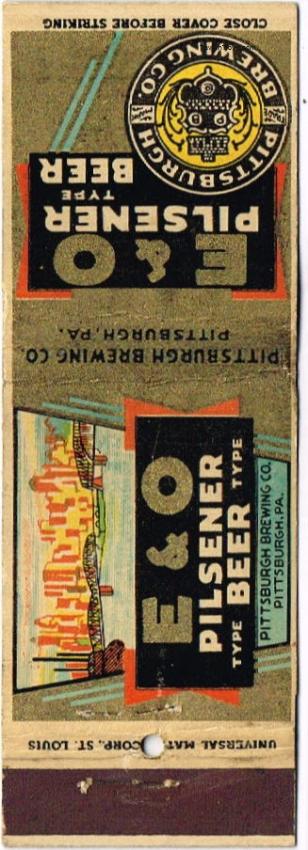 CLOSE COVER BEFORE STRIKING
PITTSBURGH
BREWING CO.
E & O
PILSENER
TYPE
BEER
PITTSBURGH BREWING CO.
PITTSBURGH, PA.
E & O
PILSENER
TYPE BEER TYPE
PITTSBURGH BREWING CO.
PITTSBURGH, PA.
UNIVERSAL MAT CORP., ST. LOUIS